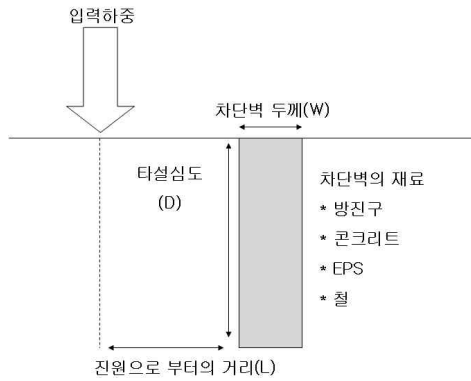 입력하중
차단벽 두께(W)
타설심도
(D)
차단벽의 재료
* 방진구
* 콘크리트
* EPS
* 철
진원으로 부터의 거리(L)